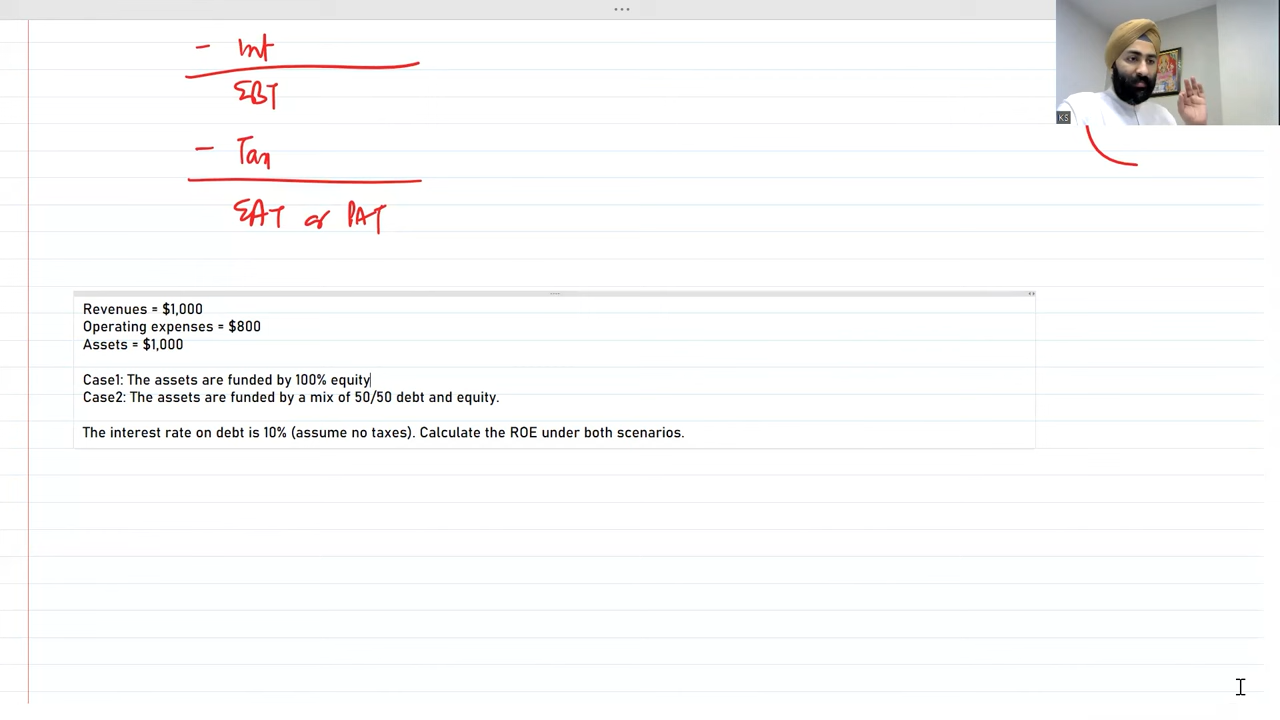 - Int
EBT
- Tax
EAT or PAT
Revenues = $1,000
Operating expenses = $800
Assets = $1,000
Case1: The assets are funded by 100% equity
Case2: The assets are funded by a mix of 50/50 debt and equity.
The interest rate on debt is 10% (assume no taxes). Calculate the ROE under both scenarios.
KS